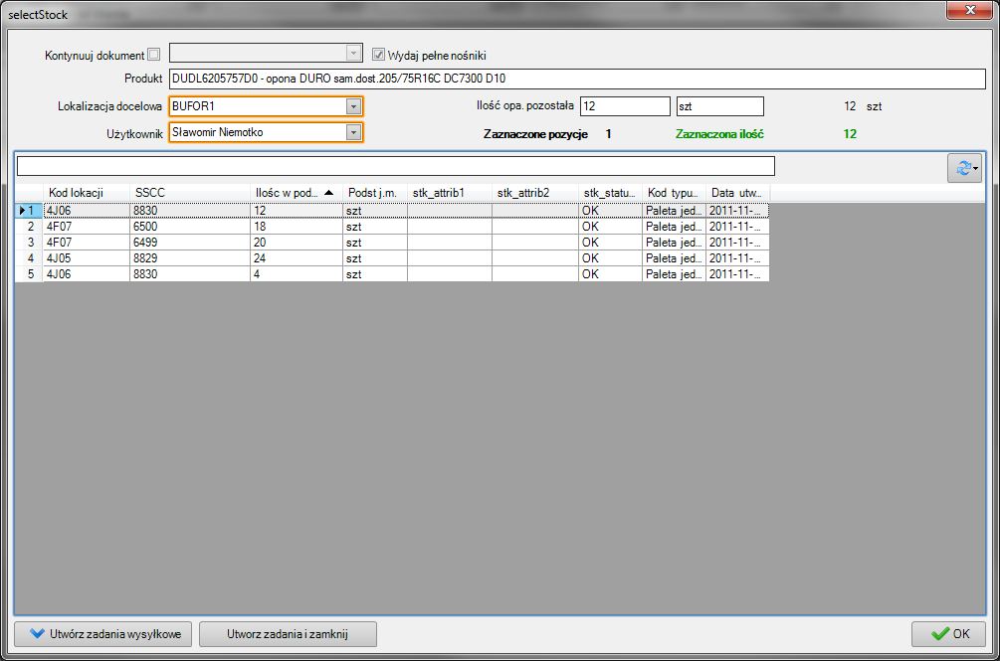 selectStock
Kontynuuj dokument Wydaj pełne nośniki
Produkt DUDL6205757D0 - opona DURO sam.dost.205/75R16C DC7300 D10
Lokalizacja docelowa BUFOR1 Ilość opa. pozostała 12 szt 12 szt
Użytkownik Sławomir Niemotko Zaznaczone pozycje 1 Zaznaczona ilość 12
Kod lokacji SSCC Ilośc w pod... Podst j.m. stk_attrib1 stk_attrib2 stk_statu... Kod typu... Data utw...
1 4J06 8830 12 szt OK Paleta jed... 2011-11-...
2 4F07 6500 18 szt OK Paleta jed... 2011-11-...
3 4F07 6499 20 szt OK Paleta jed... 2011-11-...
4 4J05 8829 24 szt OK Paleta jed... 2011-11-...
5 4J06 8830 4 szt OK Paleta jed... 2011-11-...
Utwórz zadania wysyłkowe Utworz zadania i zamknij OK